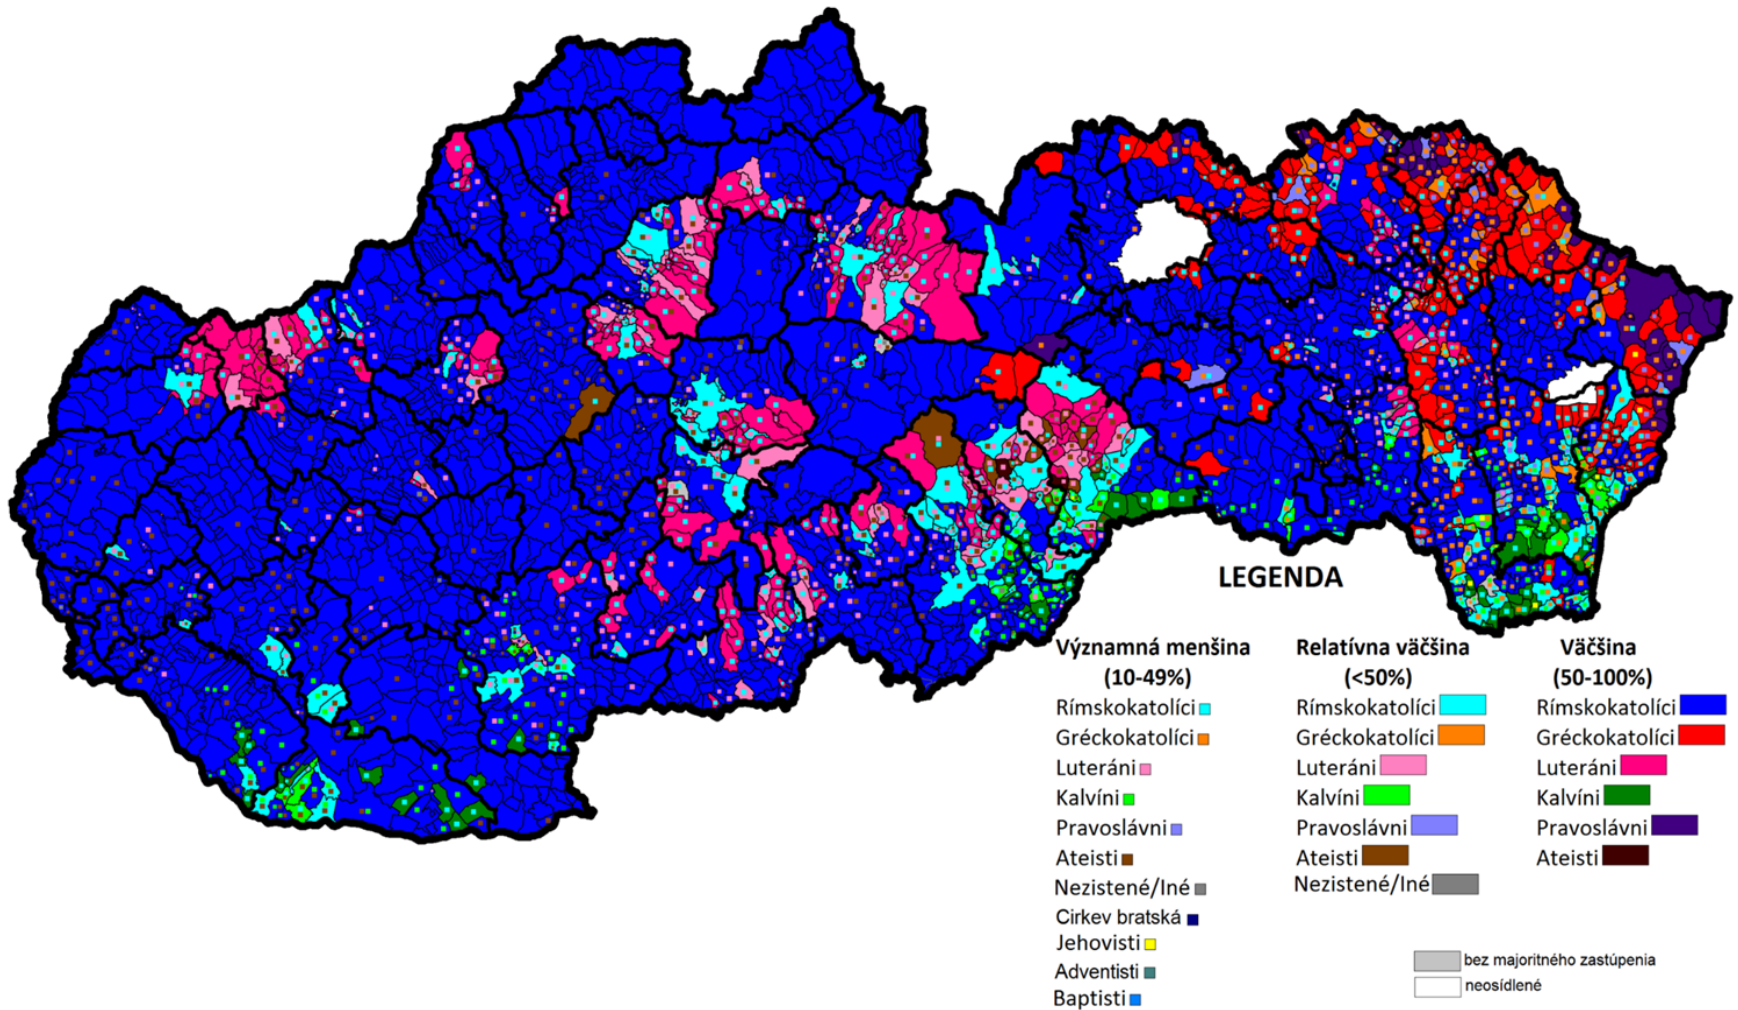 LEGENDA
Významná menšina
(10-49%)
Rímskokatolíci
Gréckokatolíci
Luteráni
Kalvíni
Pravoslávni
Ateisti
Nezistené/Iné
Cirkev bratská
Jehovisti
Adventisti
Baptisti
Relatívna väčšina
(<50%)
Rímskokatolíci
Gréckokatolíci
Luteráni
Kalvíni
Pravoslávni
Ateisti
Nezistené/Iné
Väčšina
(50-100%)
Rímskokatolíci
Gréckokatolíci
Luteráni
Kalvíni
Pravoslávni
Ateisti
bez majoritného zastúpenia
neosídlené